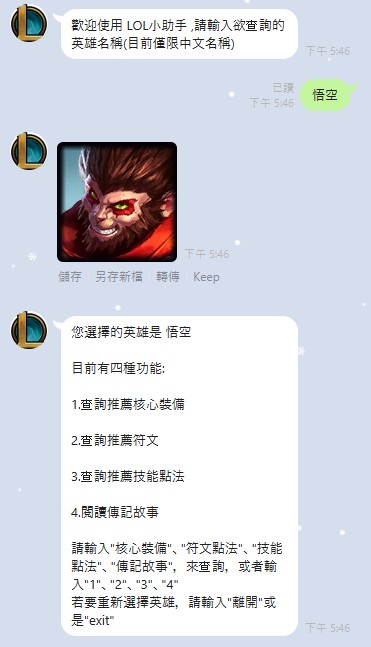 歡迎使用 LOL小助手 ,請輸入欲查詢的
英雄名稱(目前僅限中文名稱)
下午 5:46
已讀
下午 5:46
悟空
下午 5:46
儲存 另存新檔 轉傳 Keep
您選擇的英雄是 悟空
目前有四種功能:
1.查詢推薦核心裝備
2.查詢推薦符文
3.查詢推薦技能點法
4.閱讀傳記故事
請輸入"核心裝備"、"符文點法"、"技能
點法"、"傳記故事"，來查詢，或者輸
入"1"、"2"、"3"、"4"
若要重新選擇英雄，請輸入"離開"或
是"exit"
下午 5:46